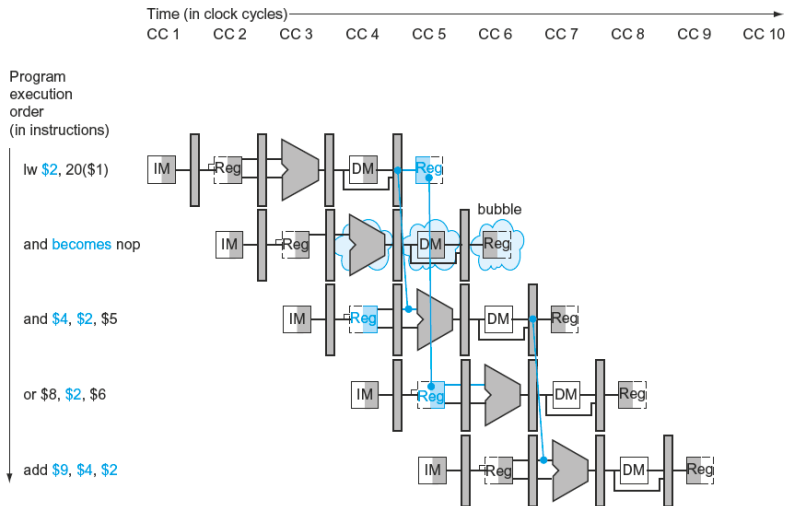 Time (in clock cycles)
CC 1 CC 2 CC 3 CC 4 CC 5 CC 6 CC 7 CC 8 CC 9 CC 10
Program
execution
order
(in instructions)
lw $2, 20($1) IM Reg DM Reg
bubble
and becomes nop IM Reg DM Reg
and $4, $2, $5 IM Reg DM Reg
or $8, $2, $6 IM Reg DM Reg
add $9, $4, $2 IM Reg DM Reg